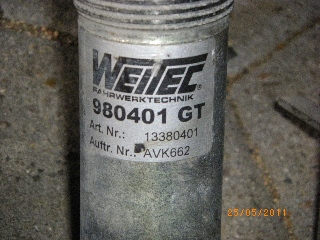 WEITEC®
FAHRWERKTECHNIK
980401 GT
Art. Nr.: 13380401
Auftr. Nr.: AVK662
25/05/2011